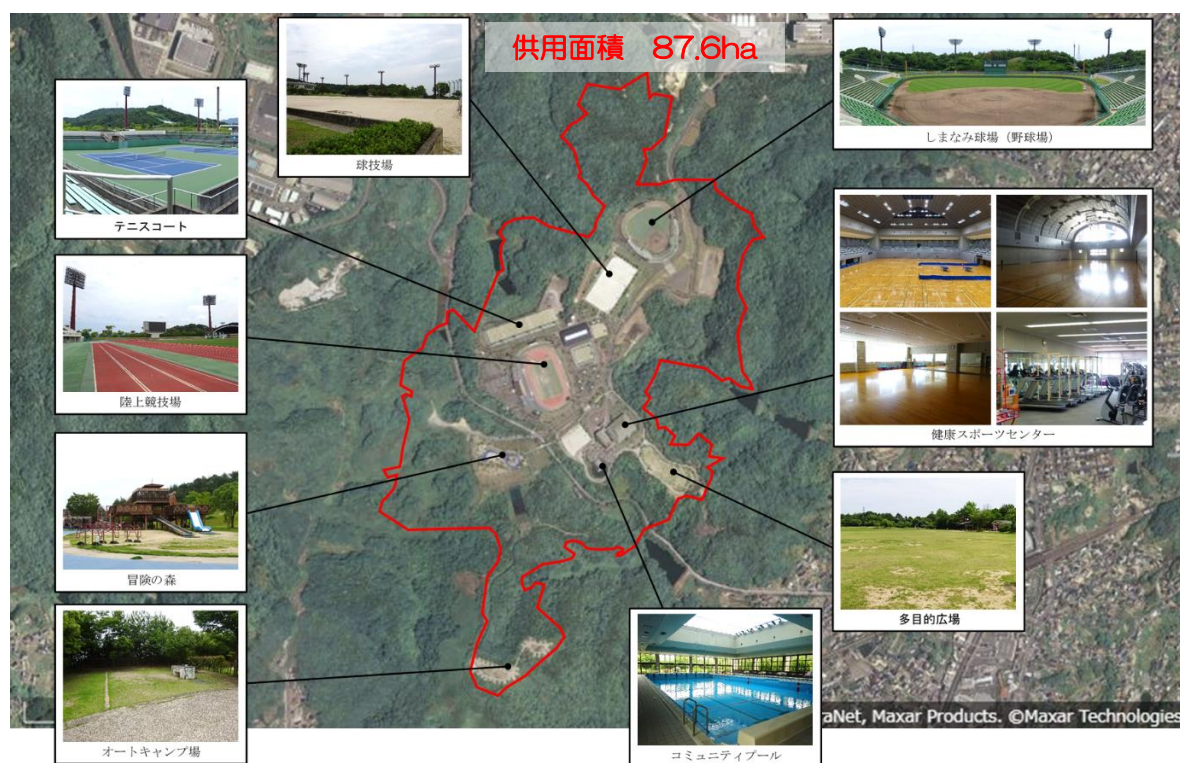 供用面積 87.6ha
球技場
しまなみ球場(野球場)
テニスコート
陸上競技場
健康スポーツセンター
冒険の森
多目的広場
オートキャンプ場
コミュニティプール
aNet, Maxar Products. ©Maxar Technologies